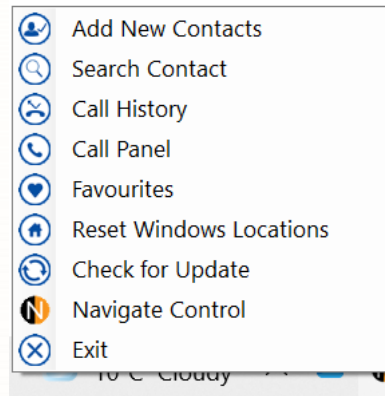 Add New Contacts
Search Contact
Call History
Call Panel
Favourites
Reset Windows Locations
Check for Update
Navigate Control
Exit
10°C Cloudy